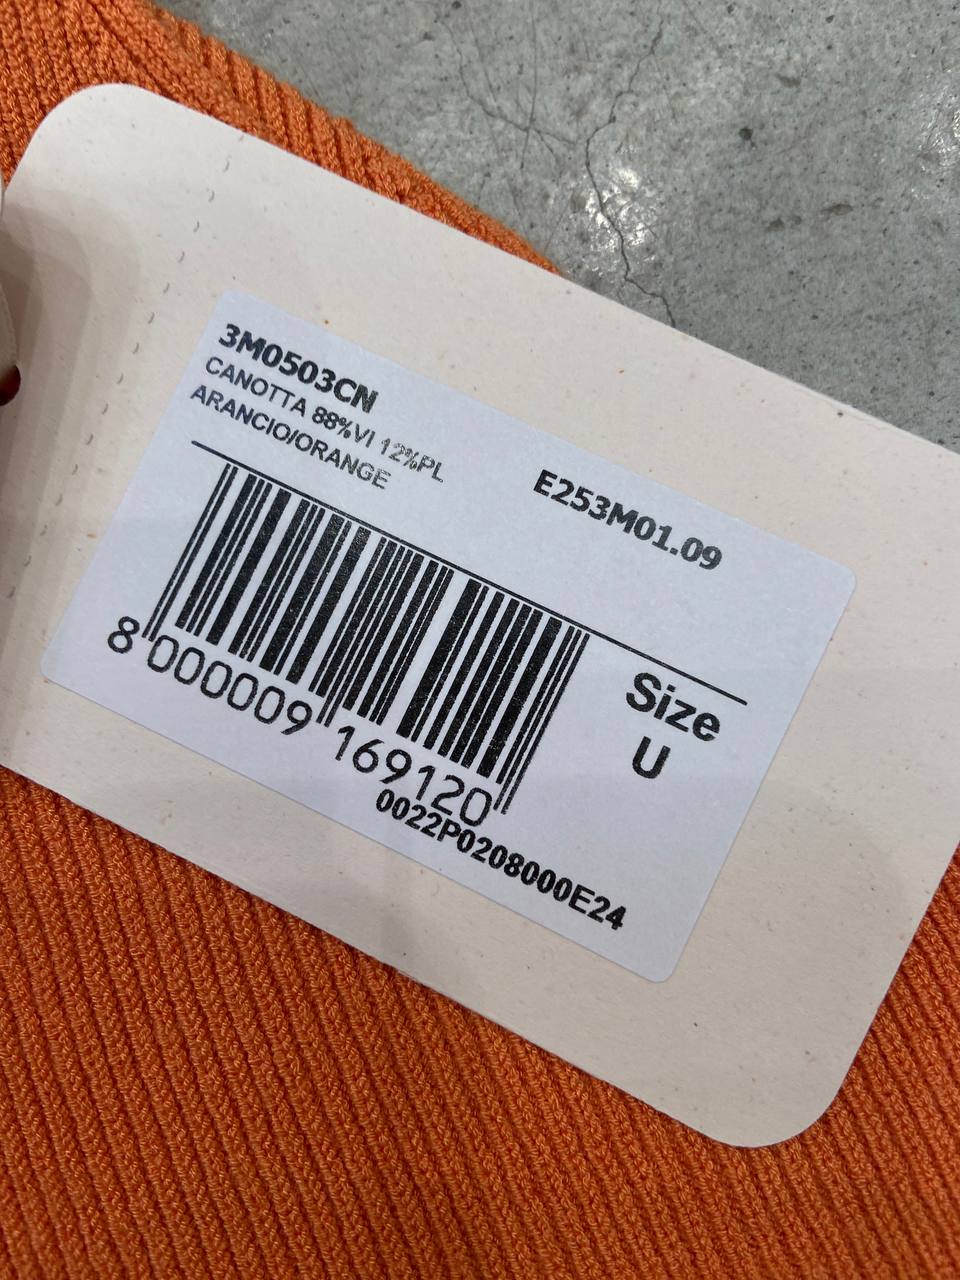 3M0503CN
CANOTTA 88%VI 12%PL
ARANCIO/ORANGE
E253M01.09
8 000009 169120
Size
U
0022P0208000E24